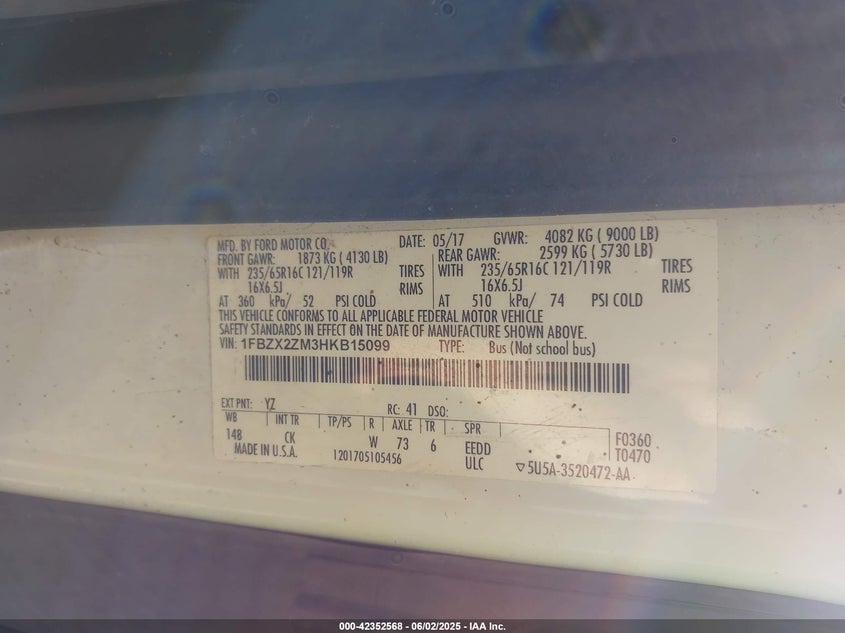 MFD. BY FORD MOTOR CO. DATE: 05/17 GVWR: 4082 KG ( 9000 LB)
FRONT GAWR: 1873 KG ( 4130 LB) REAR GAWR: 2599 KG ( 5730 LB)
WITH 235/65R16C 121/119R TIRES WITH 235/65R16C 121/119R TIRES
16X6.5J RIMS 16X6.5J RIMS
AT 360 kPa/ 52 PSI COLD AT 510 kPa/ 74 PSI COLD
THIS VEHICLE CONFORMS TO ALL APPLICABLE FEDERAL MOTOR VEHICLE
SAFETY STANDARDS IN EFFECT ON THE DATE OF MANUFACTURE SHOWN ABOVE.
VIN: 1FBZX2ZM3HKB15099 TYPE: Bus (Not school bus)
EXT PNT: YZ RC: 41 DSO:
WB INT TR TP/PS R AXLE TR SPR
148 CK W 73 6 EEDD F0360
MADE IN U.S.A. 1201705105456 ULC T0470
▽5U5A-3520472-AA
000-42352568 - 06/02/2025 - IAA Inc.